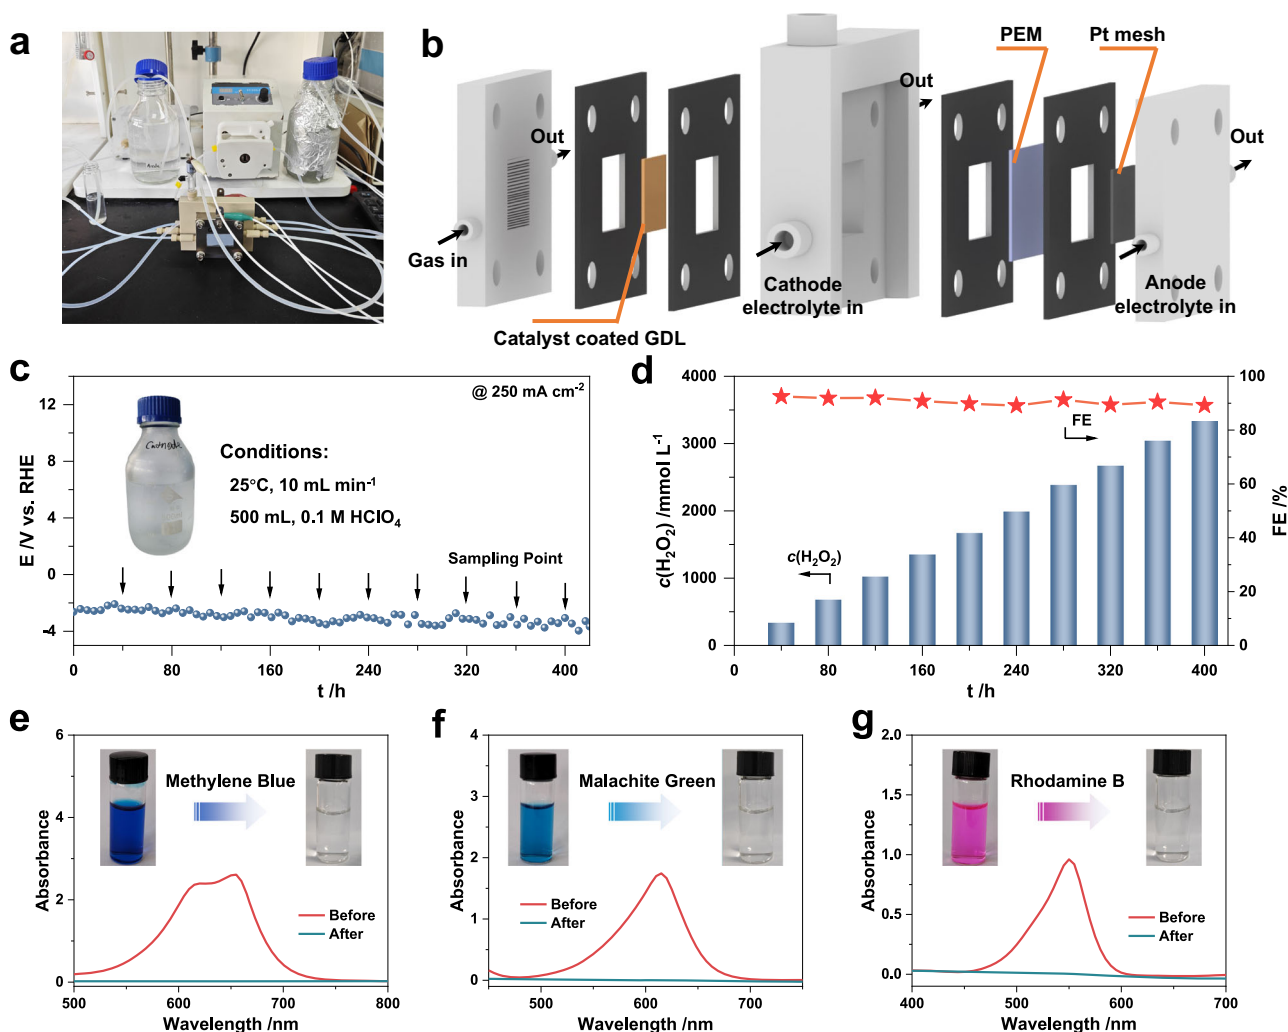 a
b
PEM
Pt mesh
Out
Out
Out
Gas in
Cathode
electrolyte in
Anode
electrolyte in
Catalyst coated GDL
c
@ 250 mA cm⁻²
Conditions:
25°C, 10 mL min⁻¹
500 mL, 0.1 M HClO₄
Sampling Point
E /V vs. RHE
12
8
4
0
-4
0
80
160
240
320
400
t /h
d
c(H₂O₂) /mmol L⁻¹
4000
3000
2000
1000
0
FE
c(H₂O₂)
100
80
60
40
20
0
FE /%
0
80
160
240
320
400
t /h
e
Absorbance
6
4
2
0
Methylene Blue
Before
After
500
600
700
800
Wavelength /nm
f
Absorbance
4
3
2
1
0
Malachite Green
Before
After
500
600
700
Wavelength /nm
g
Absorbance
2.0
1.5
1.0
0.5
0.0
Rhodamine B
Before
After
400
500
600
700
Wavelength /nm